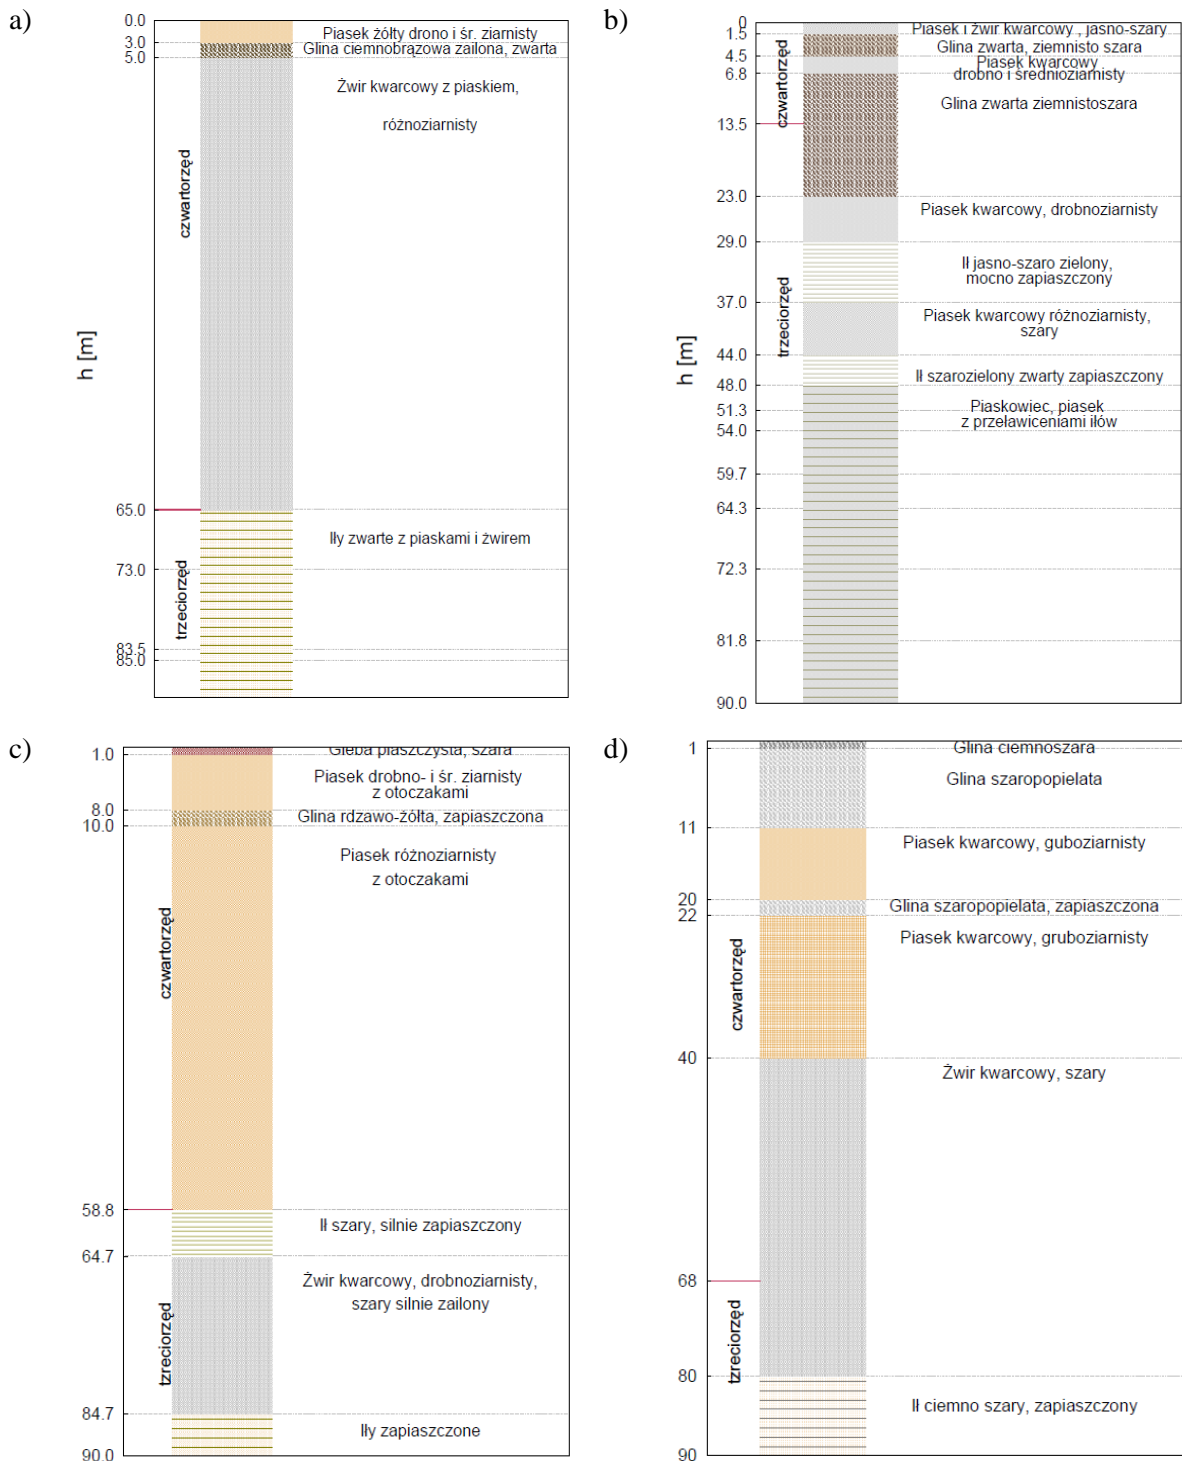 a)
0.0
Piasek żółty drono i śr. ziarnisty
3.0
Glina ciemnobrązowa zailona, zwarta
5.0
Żwir kwarcowy z piaskiem,
różnoziarnisty
czwartorzęd
h [m]
65.0
Iły zwarte z piaskami i żwirem
73.0
trzeciorzęd
83.5
85.0
b)
0
Piasek i żwir kwarcowy , jasno-szary
1.5
Glina zwarta, ziemnisto szara
4.5
Piasek kwarcowy
6.8
drobno i średnioziarnisty
Glina zwarta ziemnistoszara
czwartorzęd
13.5
23.0
Piasek kwarcowy, drobnoziarnisty
29.0
Ił jasno-szaro zielony,
mocno zapiaszczony
37.0
trzeciorzęd
Piasek kwarcowy różnoziarnisty,
szary
h [m]
44.0
Ił szarozielony zwarty zapiaszczony
48.0
51.3
Piaskowiec, piasek
z przeławiceniami iłów
54.0
59.7
64.3
72.3
81.8
90.0
c)
Gleba piaszczysta, szara
1.0
Piasek drobno- i śr. ziarnisty
z otoczakami
8.0
Glina rdzawo-żółta, zapiaszczona
10.0
Piasek różnoziarnisty
z otoczakami
czwartorzęd
58.8
Ił szary, silnie zapiaszczony
64.7
Żwir kwarcowy, drobnoziarnisty,
szary silnie zailony
tzreciorzęd
84.7
Iły zapiaszczone
90.0
d)
1
Glina ciemnoszara
Glina szaropopielata
11
Piasek kwarcowy, guboziarnisty
20
Glina szaropopielata, zapiaszczona
22
Piasek kwarcowy, gruboziarnisty
czwartorzęd
40
Żwir kwarcowy, szary
68
tzreciorzęd
80
Ił ciemno szary, zapiaszczony
90